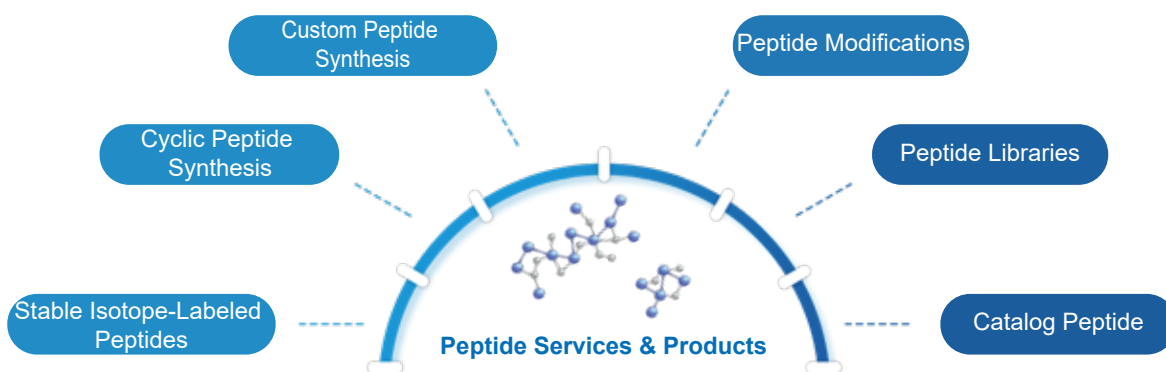 Custom Peptide
Synthesis
Peptide Modifications
Cyclic Peptide
Synthesis
Peptide Libraries
Stable Isotope-Labeled
Peptides
Catalog Peptide
Peptide Services & Products